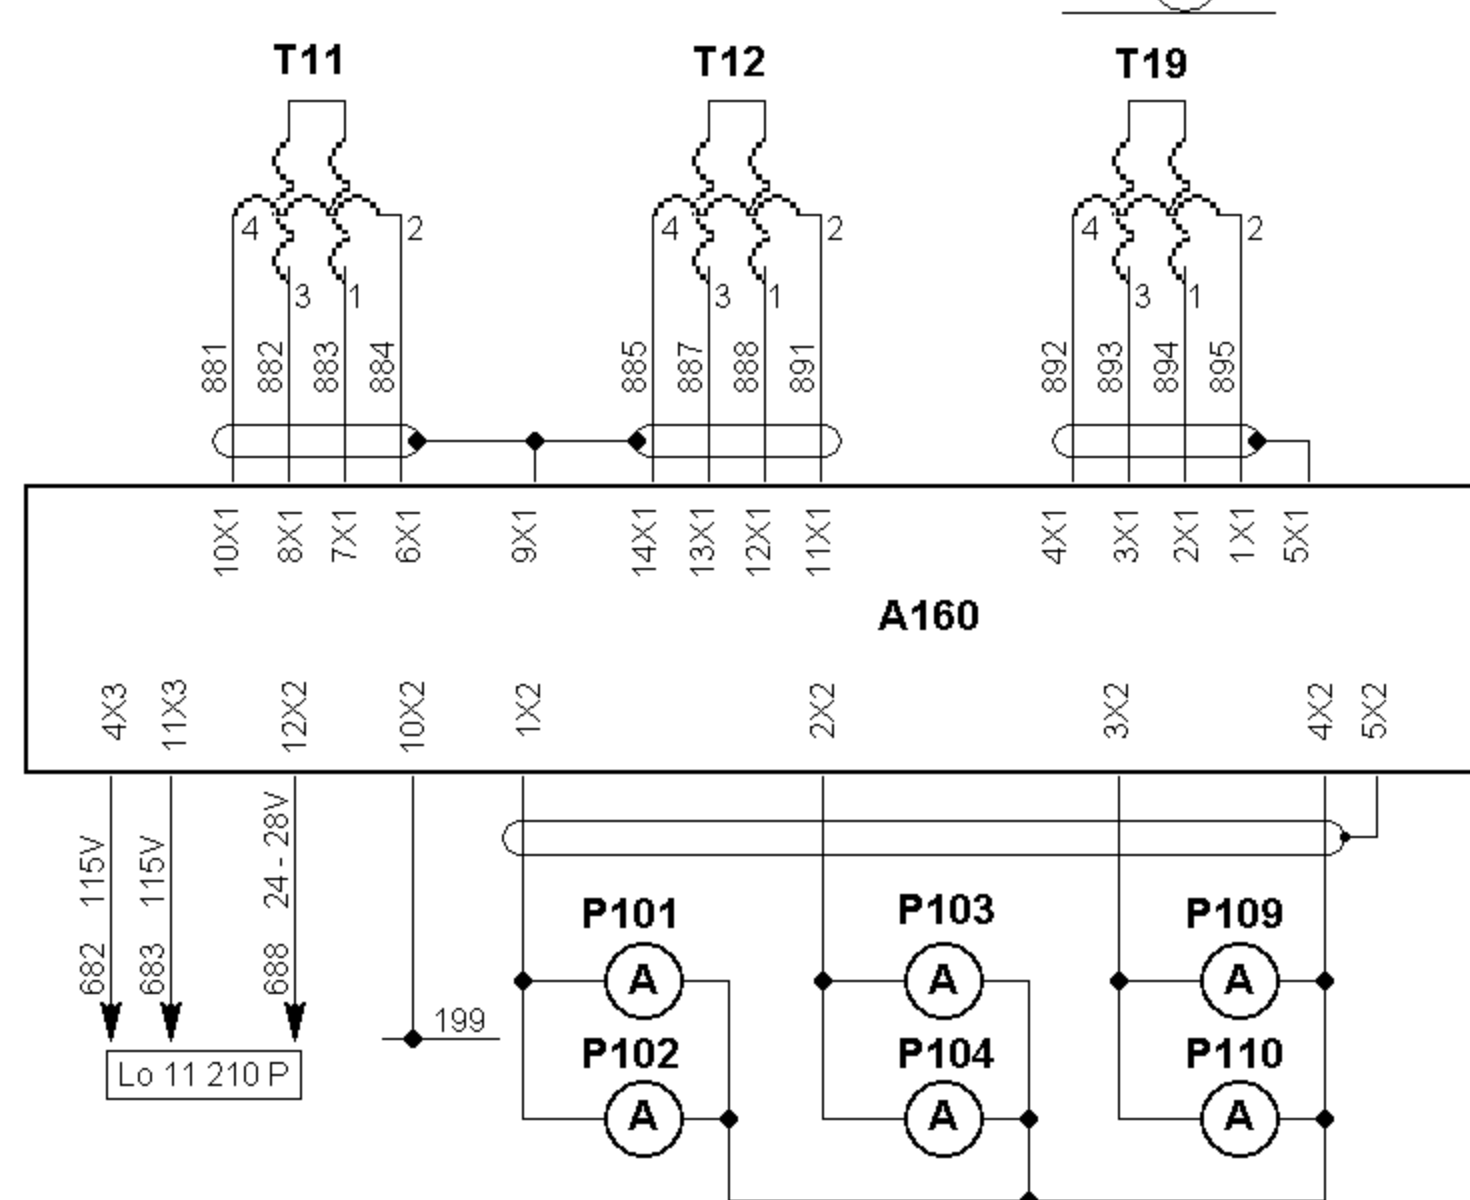 T11 T12 T19
4 2 4 2 4 2
3 1 3 1 3 1
881 882 883 884 885 887 888 891 892 893 894 895
10X1 8X1 7X1 6X1 9X1 14X1 13X1 12X1 11X1 4X1 3X1 2X1 1X1 5X1
A160
4X3 11X3 12X2 10X2 1X2 2X2 3X2 4X2 5X2
682 115V 683 115V 688 24 - 28V
P101 P103 P109
A A A
199
P102 P104 P110
Lo 11 210 P
A A A